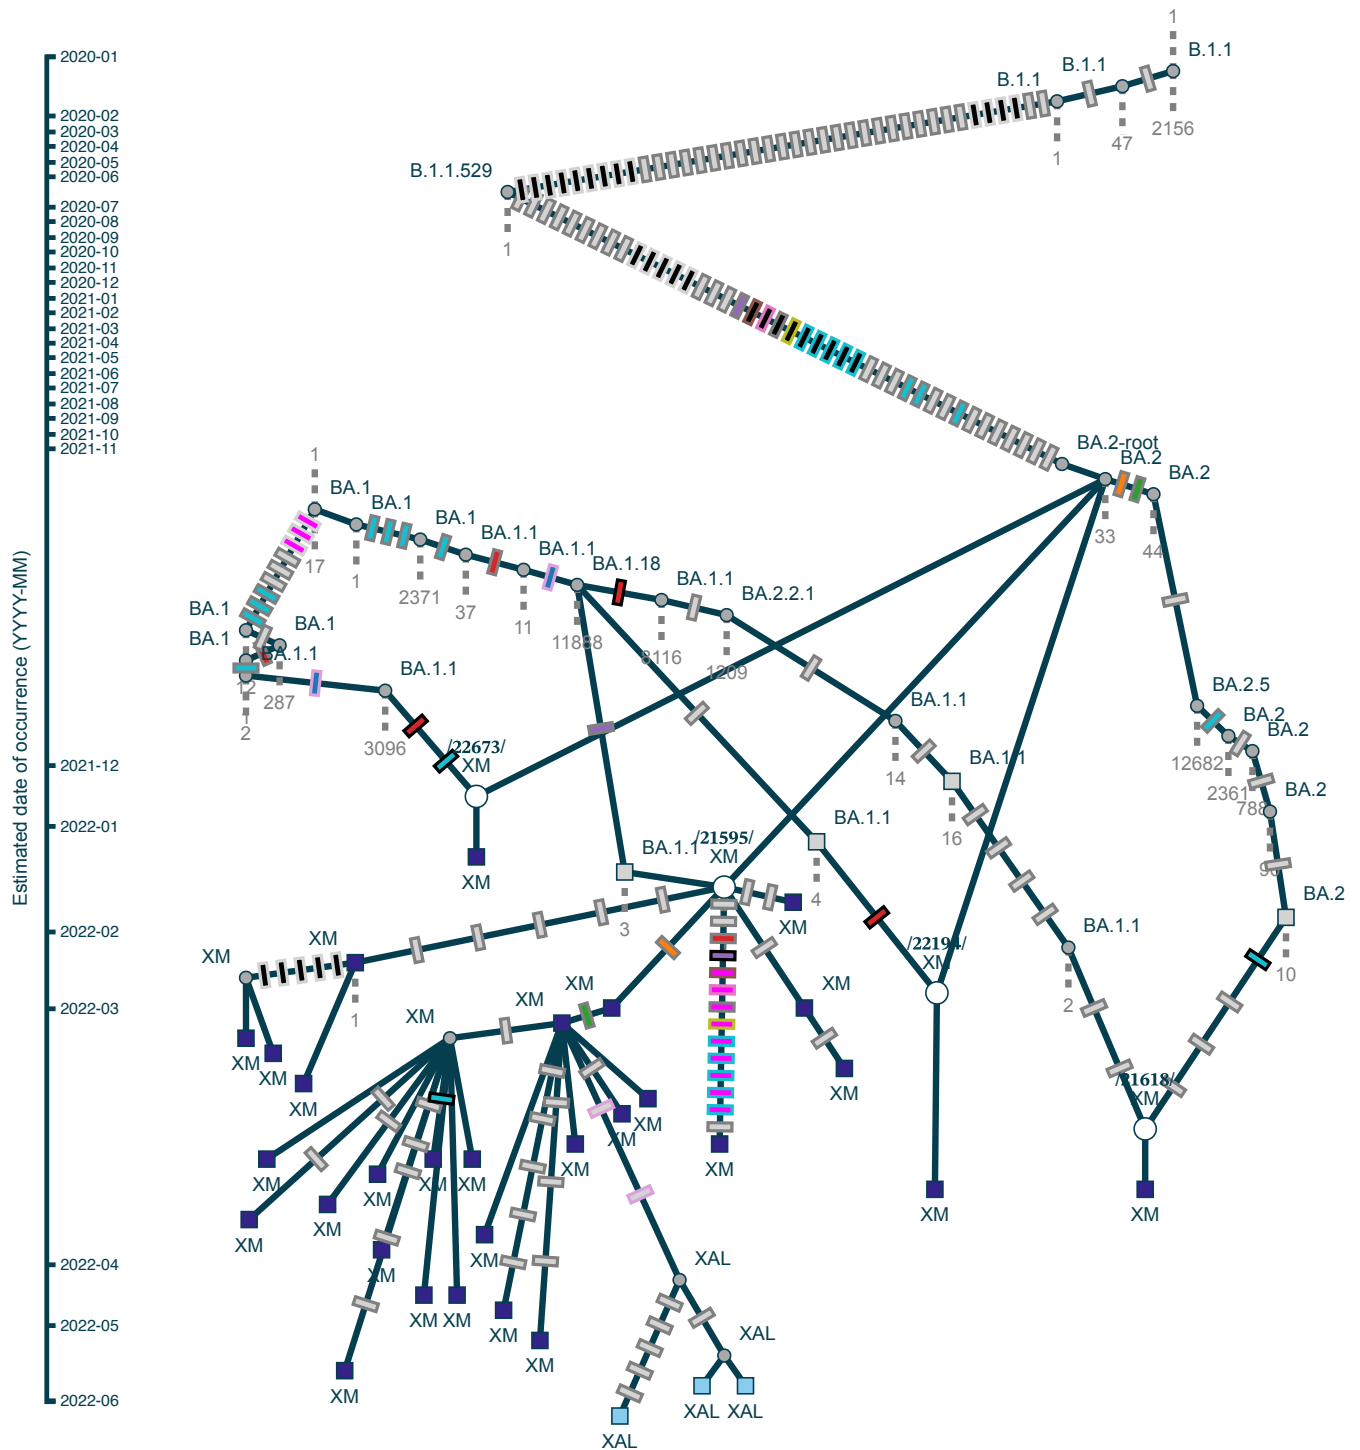 1
2020-01
B.1.1
B.1.1
B.1.1
2020-02
2020-03
2156
47
2020-04
1
2020-05
B.1.1.529
2020-06
2020-07
2020-08
2020-09
1
2020-10
2020-11
2020-12
2021-01
2021-02
2021-03
2021-04
2021-05
2021-06
2021-07
2021-08
2021-09
2021-10
BA.2-root
2021-11
1
BA.2
BA.2
BA.1
BA.1
BA.1
BA.1.1
33
44
BA.1.1
BA.1.18
17
1
BA.1.1
2371
37
BA.2.2.1
BA.1
11
BA.1
BA.1
11888
BA.1.1
8116
1209
BA.1.1
12
287
BA.2.5
2
BA.1.1
BA.2
BA.2
3096
/22673/
XM
BA.1.1
14
12682
2021-12
2361
788
BA.2
2022-01
BA.1.1
16
/21595/
XM
BA.1.1
XM
96
4
BA.2
3
XM
2022-02
BA.1.1
XM
XM
/22194/
XM
10
2
2022-03
1
XM
XM
XM
XM
XM
XM
XM
XM
XM
XM
/21618/
XM
XM
XM
XM
XM
XM
XM
XM
XM
XM
XM
XM
XM
XAL
2022-04
XM
XM
2022-05
XM
XM
XAL
XM
2022-06
XAL
XAL
XAL
Estimated date of occurrence (YYYY-MM)